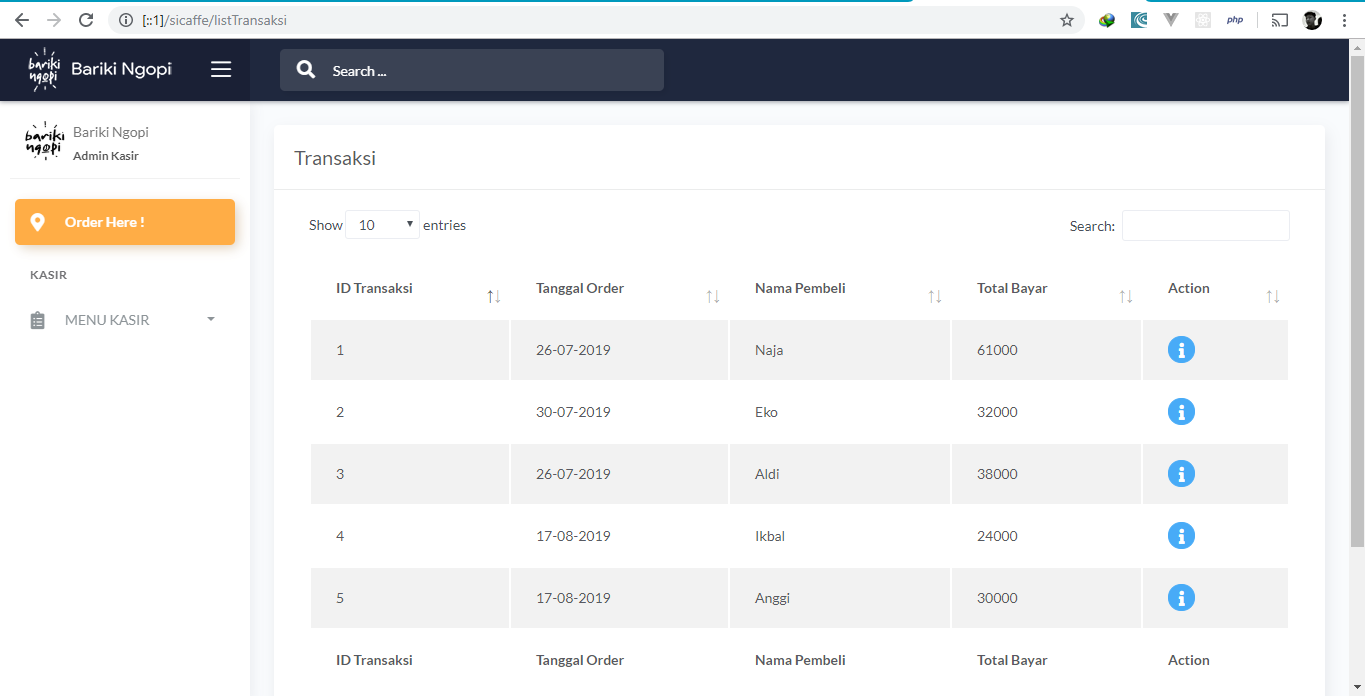 [::1]/sicaffe/listTransaksi
php
bariki
ngopi
Bariki Ngopi
Search ...
bariki
ngopi
Bariki Ngopi
Admin Kasir
Order Here !
KASIR
MENU KASIR
Transaksi
Show 10 entries Search:
ID Transaksi Tanggal Order Nama Pembeli Total Bayar Action
1 26-07-2019 Naja 61000
2 30-07-2019 Eko 32000
3 26-07-2019 Aldi 38000
4 17-08-2019 Ikbal 24000
5 17-08-2019 Anggi 30000
ID Transaksi Tanggal Order Nama Pembeli Total Bayar Action